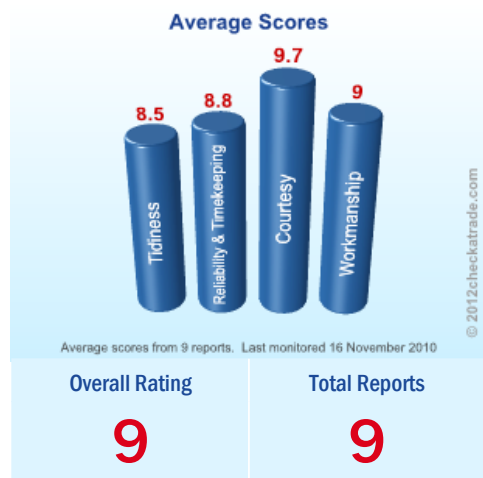 Average Scores
8.5
8.8
9.7
9
Tidiness
Reliability & Timekeeping
Courtesy
Workmanship
© 2012checkatrade.com
Average scores from 9 reports. Last monitored 16 November 2010
Overall Rating
Total Reports
9
9